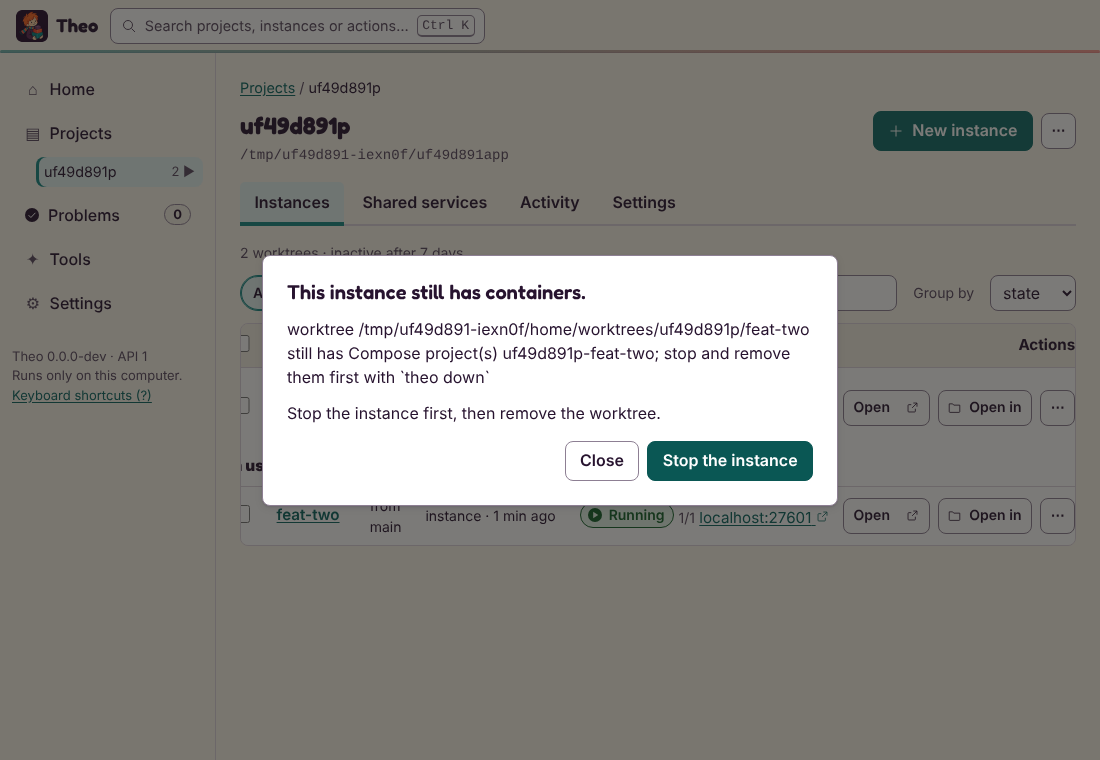 Theo
Search projects, instances or actions...
Ctrl K
Home
Projects
uf49d891p
2
Problems
0
Tools
Settings
Theo 0.0.0-dev · API 1
Runs only on this computer.
Keyboard shortcuts (?)
Projects / uf49d891p
uf49d891p
/tmp/uf49d891-iexn0f/uf49d891app
+ New instance
...
Instances
Shared services
Activity
Settings
2 worktrees · inactive after 7 days
Group by
state
Actions
Open
Open in
...
This instance still has containers.
worktree /tmp/uf49d891-iexn0f/home/worktrees/uf49d891p/feat-two
still has Compose project(s) uf49d891p-feat-two; stop and remove
them first with `theo down`
Stop the instance first, then remove the worktree.
Close
Stop the instance
feat-two
from
main
instance · 1 min ago
Running
1/1 localhost:27601
Open
Open in
...